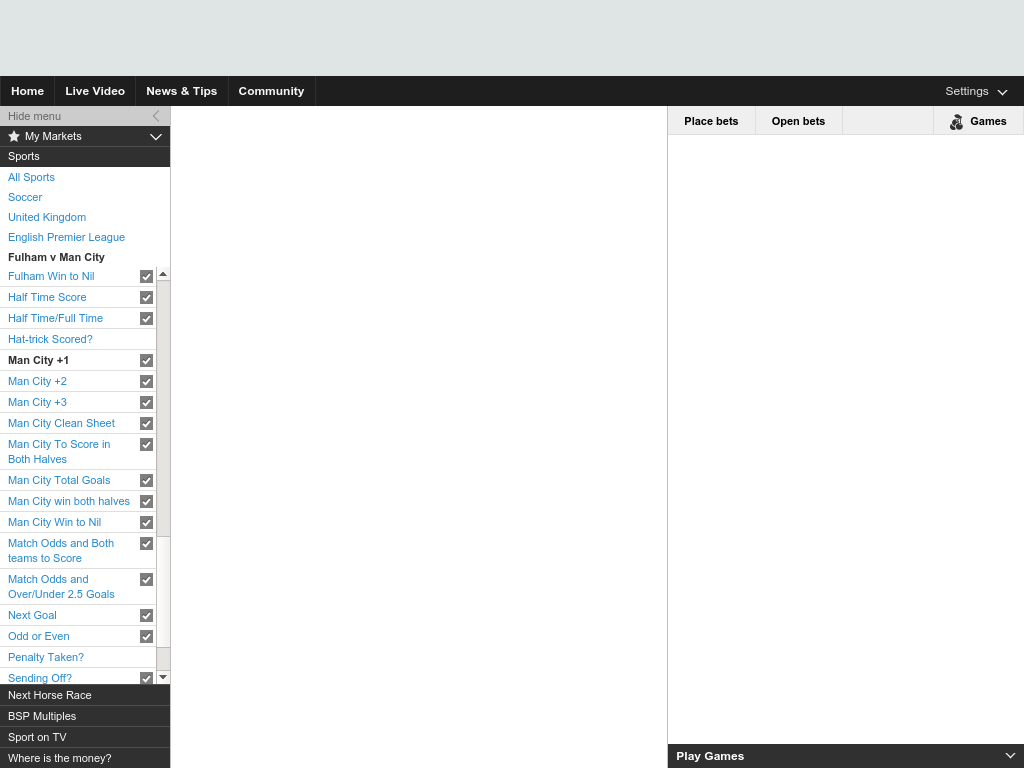 Home
Live Video
News & Tips
Community
Settings
Hide menu
My Markets
Sports
All Sports
Soccer
United Kingdom
English Premier League
Fulham v Man City
Fulham Win to Nil
Half Time Score
Half Time/Full Time
Hat-trick Scored?
Man City +1
Man City +2
Man City +3
Man City Clean Sheet
Man City To Score in
Both Halves
Man City Total Goals
Man City win both halves
Man City Win to Nil
Match Odds and Both
teams to Score
Match Odds and
Over/Under 2.5 Goals
Next Goal
Odd or Even
Penalty Taken?
Sending Off?
Next Horse Race
BSP Multiples
Sport on TV
Where is the money?
Place bets
Open bets
Games
Play Games